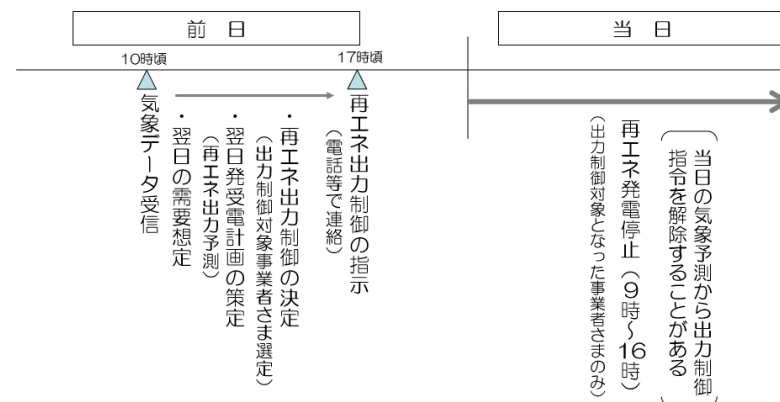 前　日
当　日
10時頃
17時頃
気象データ受信
・翌日の需要想定
・翌日発受電計画の策定
（再エネ出力予測）
・再エネ出力制御の決定
（出力制御対象事業者さま選定）
再エネ出力制御の指示
（電話等で連絡）
再エネ発電停止（9時～16時）
（出力制御対象となった事業者さまのみ）
当日の気象予測から出力制御
指令を解除することがある